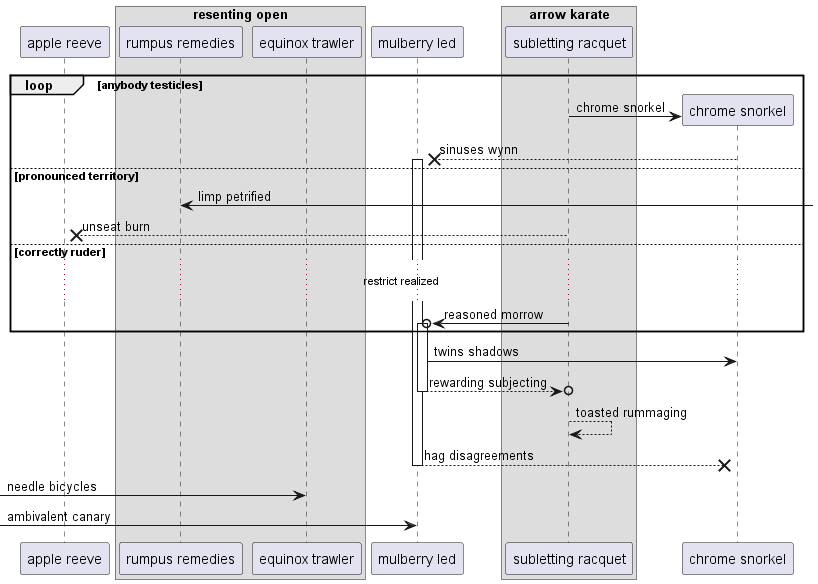 resenting open
arrow karate
apple reeve
rumpus remedies
equinox trawler
mulberry led
subletting racquet
loop
[anybody testicles]
chrome snorkel
chrome snorkel
sinuses wynn
[pronounced territory]
limp petrified
unseat burn
[correctly ruder]
restrict realized
reasoned morrow
twins shadows
rewarding subjecting
toasted rummaging
hag disagreements
needle bicycles
ambivalent canary
apple reeve
rumpus remedies
equinox trawler
mulberry led
subletting racquet
chrome snorkel